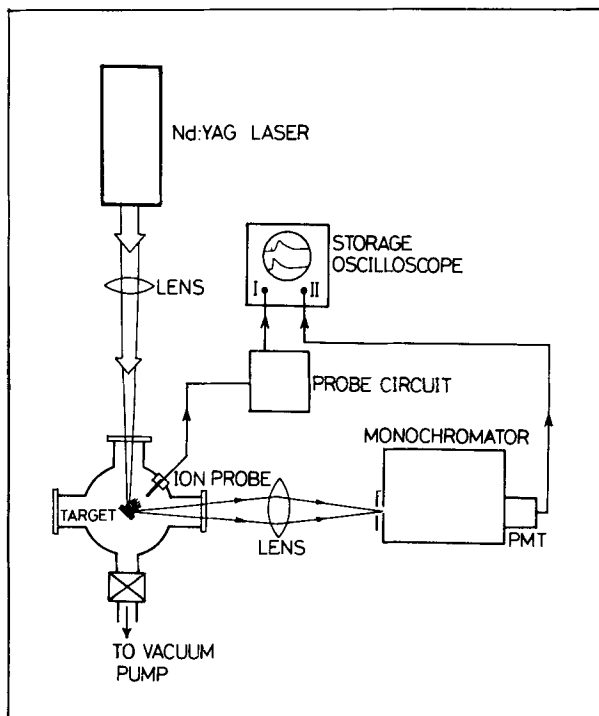 Nd:YAG LASER
LENS
STORAGE
OSCILLOSCOPE
I
II
PROBE CIRCUIT
MONOCHROMATOR
ION PROBE
TARGET
LENS
PMT
TO VACUUM
PUMP